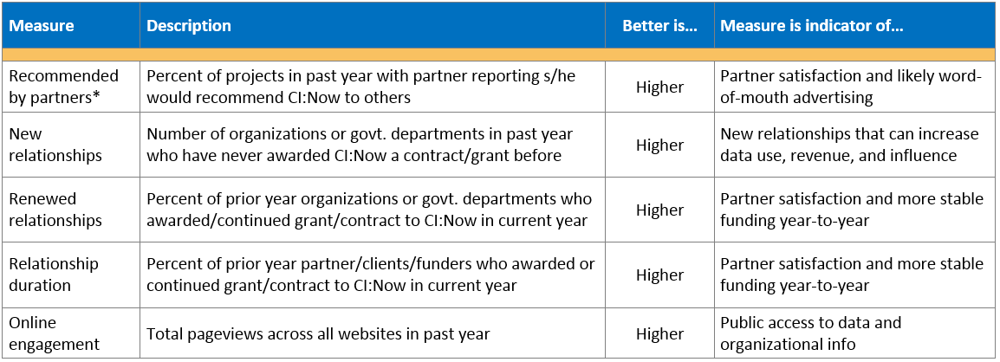 Measure Description Better is... Measure is indicator of...
Recommended by partners* Percent of projects in past year with partner reporting s/he would recommend CI:Now to others Higher Partner satisfaction and likely word-of-mouth advertising
New relationships Number of organizations or govt. departments in past year who have never awarded CI:Now a contract/grant before Higher New relationships that can increase data use, revenue, and influence
Renewed relationships Percent of prior year organizations or govt. departments who awarded/continued grant/contract to CI:Now in current year Higher Partner satisfaction and more stable funding year-to-year
Relationship duration Percent of prior year partner/clients/funders who awarded or continued grant/contract to CI:Now in current year Higher Partner satisfaction and more stable funding year-to-year
Online engagement Total pageviews across all websites in past year Higher Public access to data and organizational info